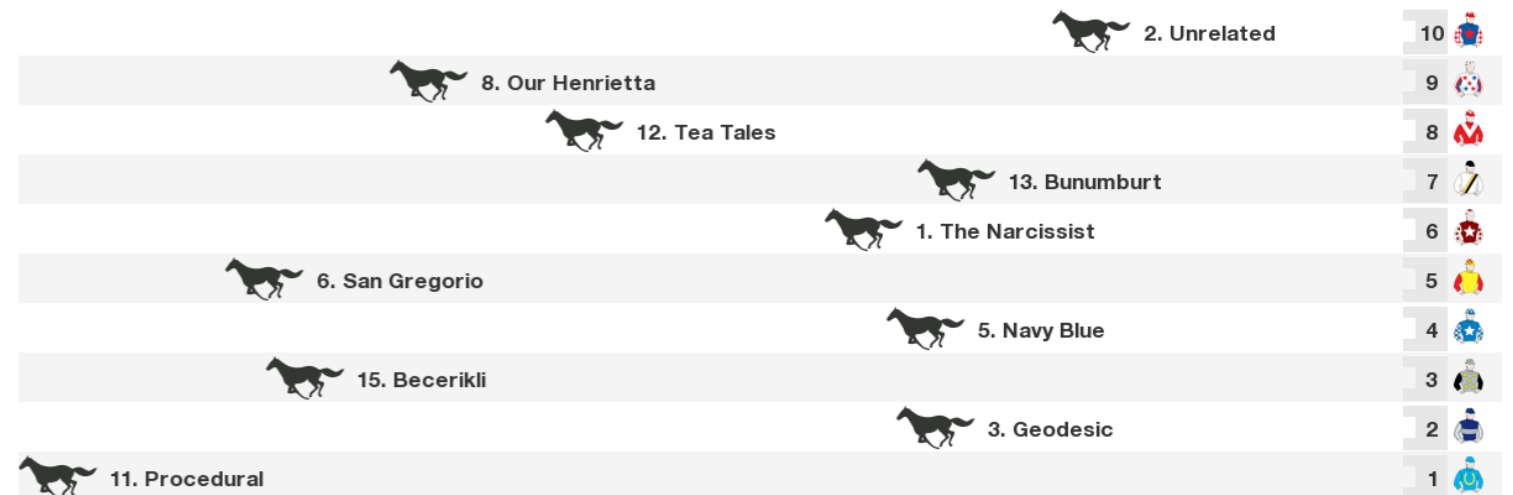 2. Unrelated 10
8. Our Henrietta 9
12. Tea Tales 8
13. Bunumburt 7
1. The Narcissist 6
6. San Gregorio 5
5. Navy Blue 4
15. Becerikli 3
3. Geodesic 2
11. Procedural 1